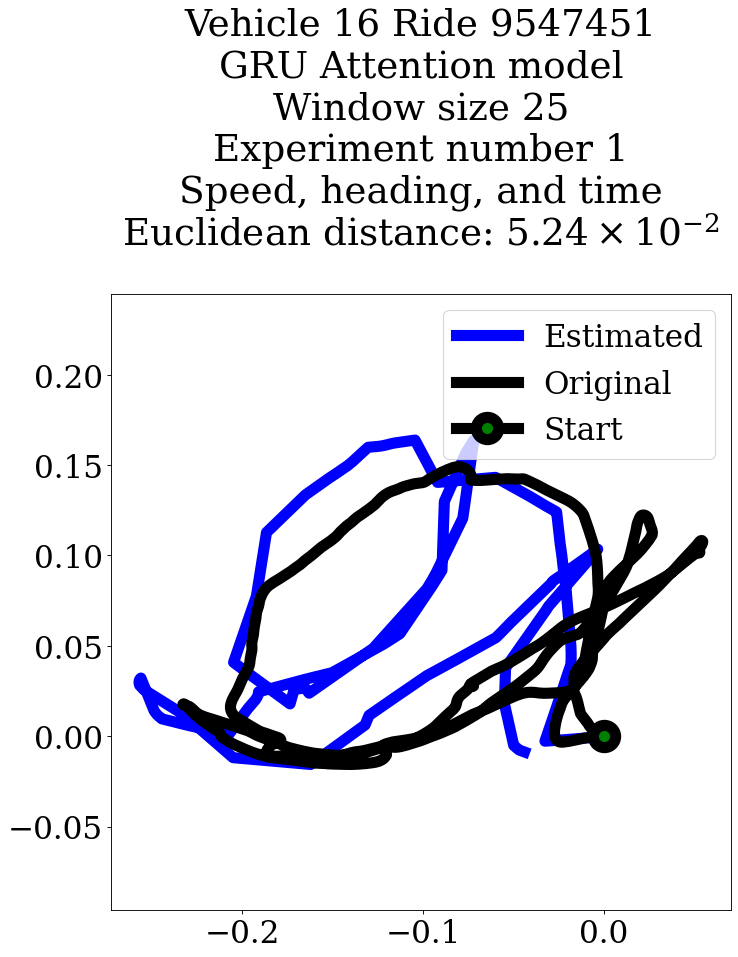 Vehicle 16 Ride 9547451
GRU Attention model
Window size 25
Experiment number 1
Speed, heading, and time
Euclidean distance: 5.24 × 10⁻²
Estimated
Original
Start
0.20
0.15
0.10
0.05
0.00
−0.05
−0.2
−0.1
0.0